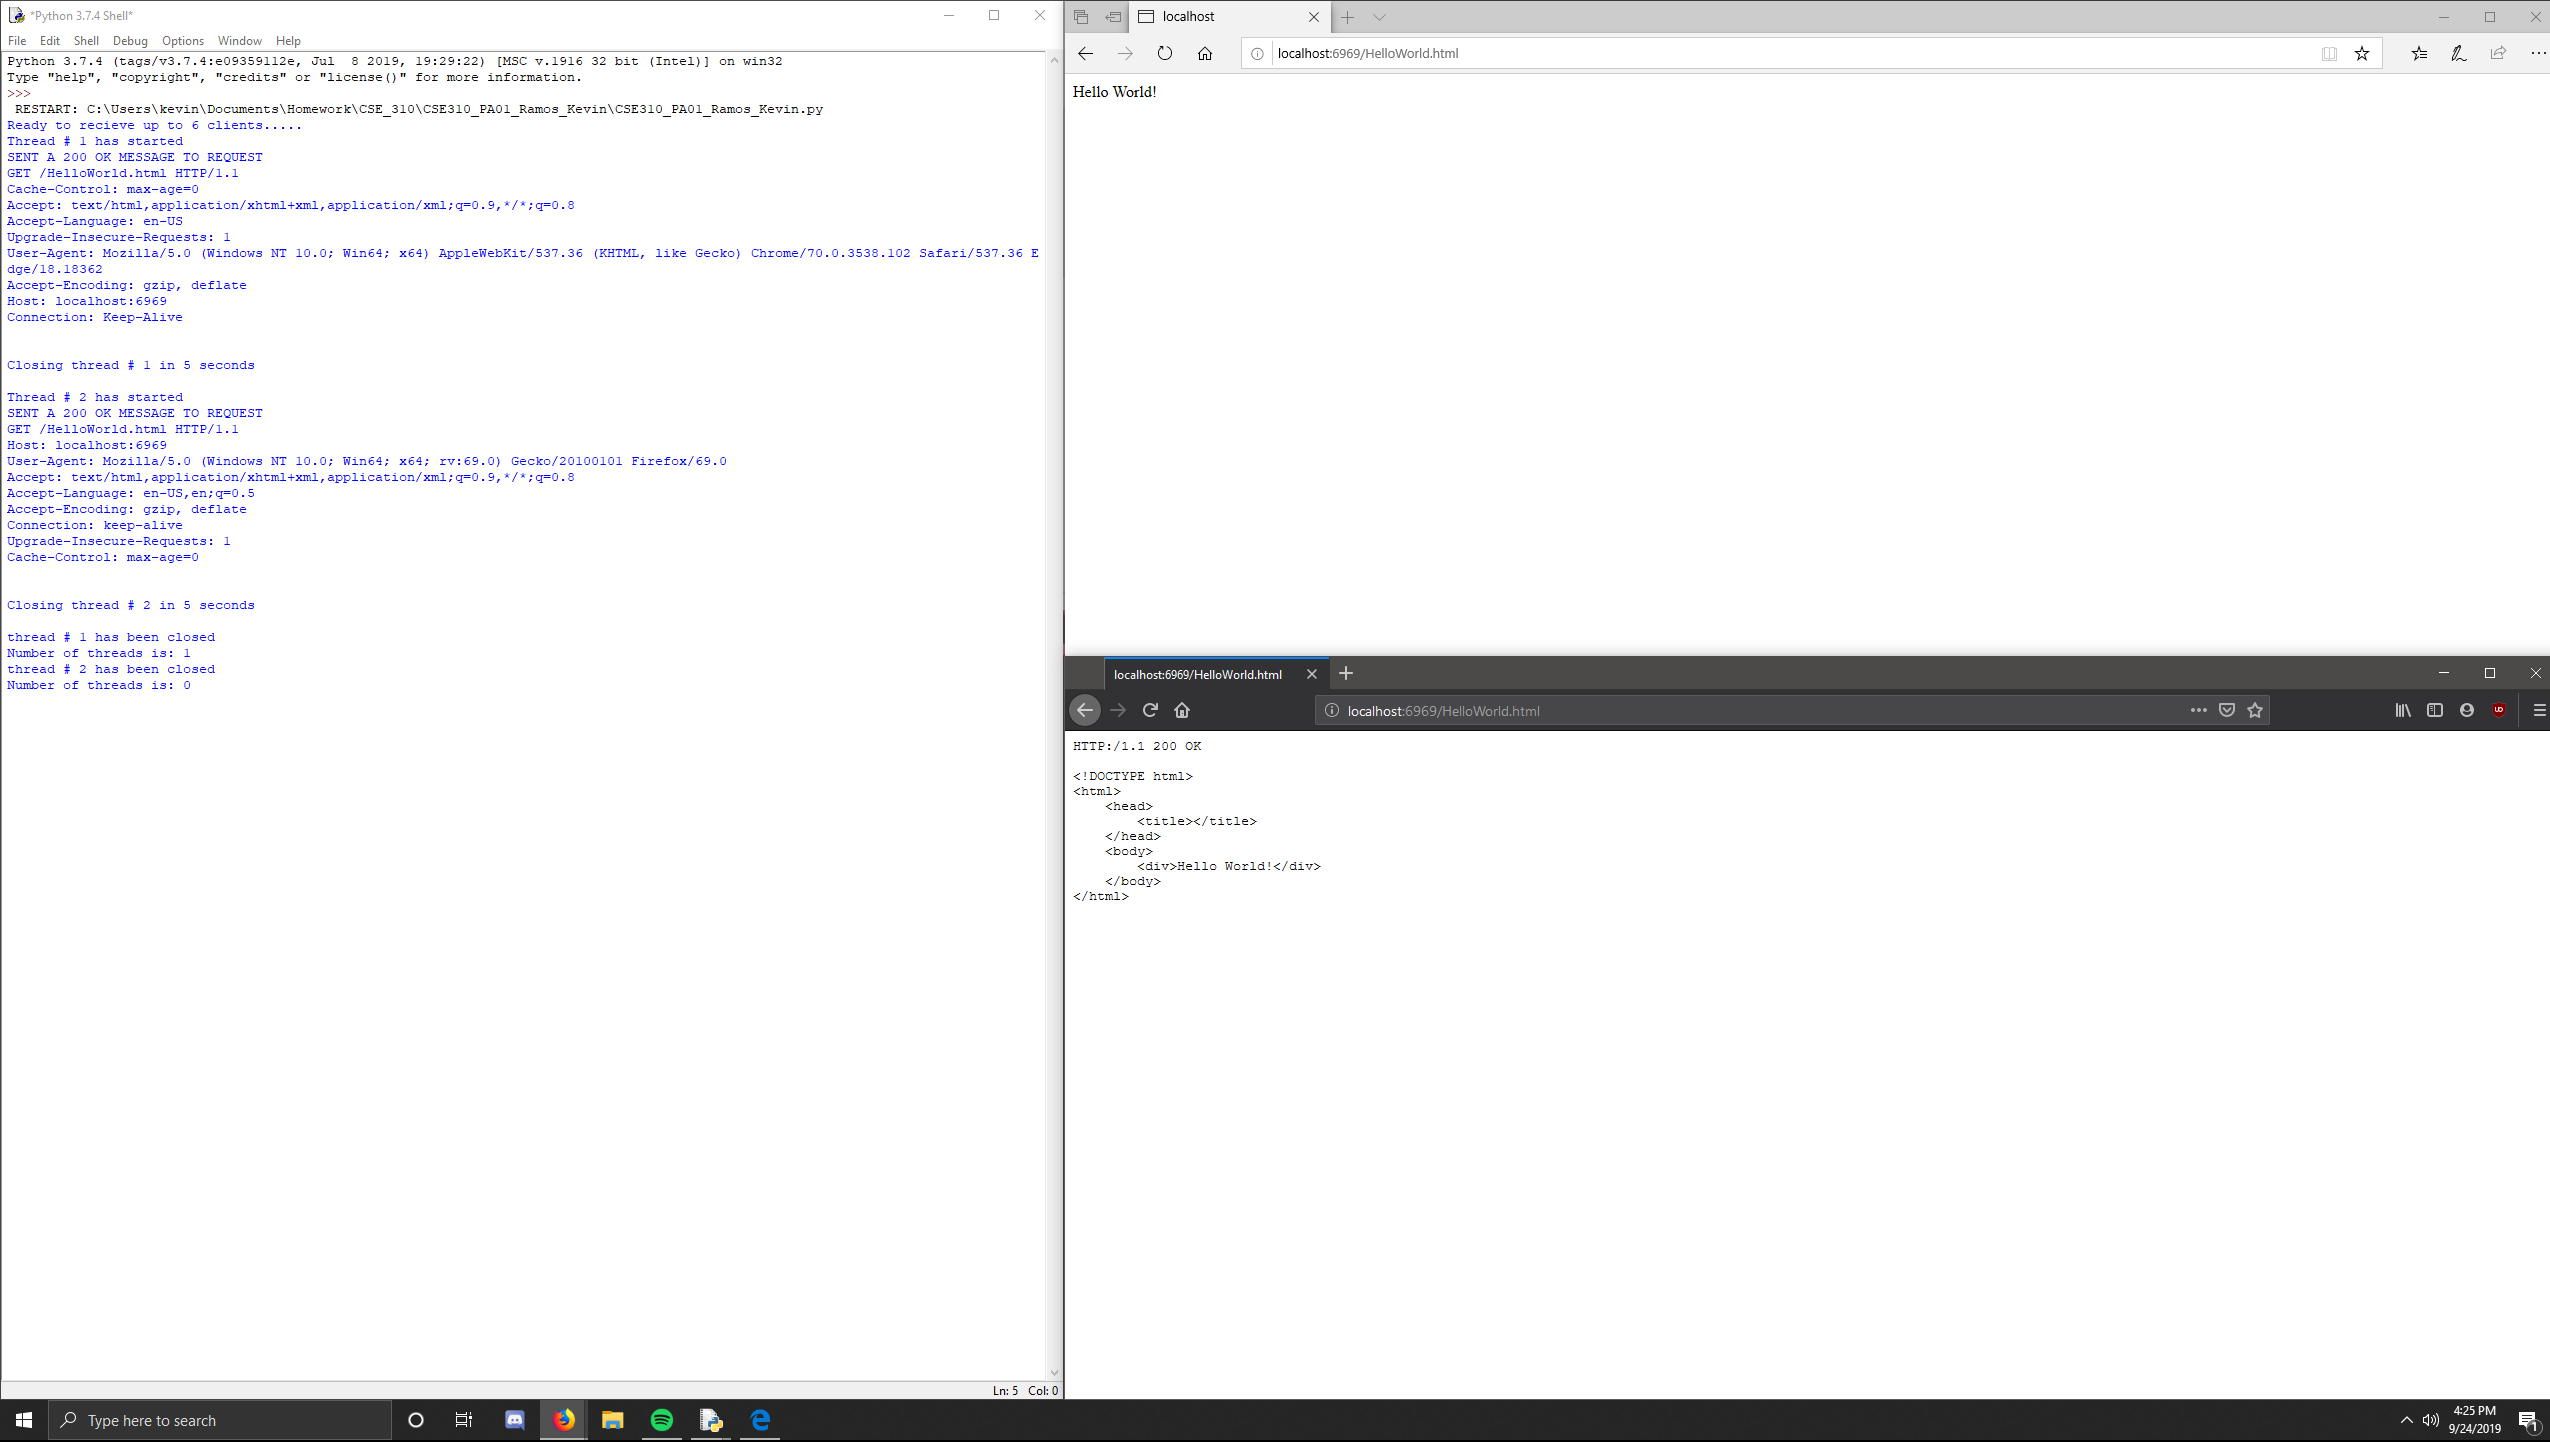 *Python 3.7.4 Shell*
File Edit Shell Debug Options Window Help
Python 3.7.4 (tags/v3.7.4:e09359112e, Jul  8 2019, 19:29:22) [MSC v.1916 32 bit (Intel)] on win32
Type "help", "copyright", "credits" or "license()" for more information.
>>>
 RESTART: C:\Users\kevin\Documents\Homework\CSE_310\CSE310_PA01_Ramos_Kevin\CSE310_PA01_Ramos_Kevin.py
Ready to recieve up to 6 clients.....
Thread # 1 has started
SENT A 200 OK MESSAGE TO REQUEST
GET /HelloWorld.html HTTP/1.1
Cache-Control: max-age=0
Accept: text/html,application/xhtml+xml,application/xml;q=0.9,*/*;q=0.8
Accept-Language: en-US
Upgrade-Insecure-Requests: 1
User-Agent: Mozilla/5.0 (Windows NT 10.0; Win64; x64) AppleWebKit/537.36 (KHTML, like Gecko) Chrome/70.0.3538.102 Safari/537.36 E
dge/18.18362
Accept-Encoding: gzip, deflate
Host: localhost:6969
Connection: Keep-Alive
Closing thread # 1 in 5 seconds
Thread # 2 has started
SENT A 200 OK MESSAGE TO REQUEST
GET /HelloWorld.html HTTP/1.1
Host: localhost:6969
User-Agent: Mozilla/5.0 (Windows NT 10.0; Win64; x64; rv:69.0) Gecko/20100101 Firefox/69.0
Accept: text/html,application/xhtml+xml,application/xml;q=0.9,*/*;q=0.8
Accept-Language: en-US,en;q=0.5
Accept-Encoding: gzip, deflate
Connection: keep-alive
Upgrade-Insecure-Requests: 1
Cache-Control: max-age=0
Closing thread # 2 in 5 seconds
thread # 1 has been closed
Number of threads is: 1
thread # 2 has been closed
Number of threads is: 0
Ln: 5 Col: 0
localhost
localhost:6969/HelloWorld.html
Hello World!
localhost:6969/HelloWorld.html
localhost:6969/HelloWorld.html
HTTP:/1.1 200 OK
<!DOCTYPE html>
<html>
    <head>
        <title></title>
    </head>
    <body>
        <div>Hello World!</div>
    </body>
</html>
Type here to search
4:25 PM
9/24/2019
1